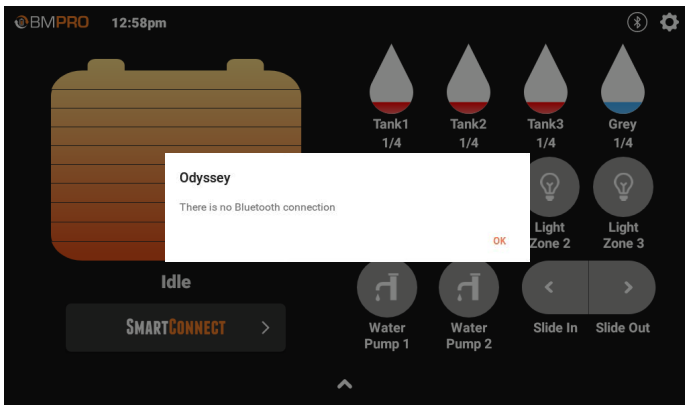 BMPRO 12:58pm
Tank1 Tank2 Tank3 Grey
1/4 1/4 1/4 1/4
Odyssey
There is no Bluetooth connection
OK
Light Light
Zone 2 Zone 3
Idle
SMARTCONNECT
Water Water Slide In Slide Out
Pump 1 Pump 2